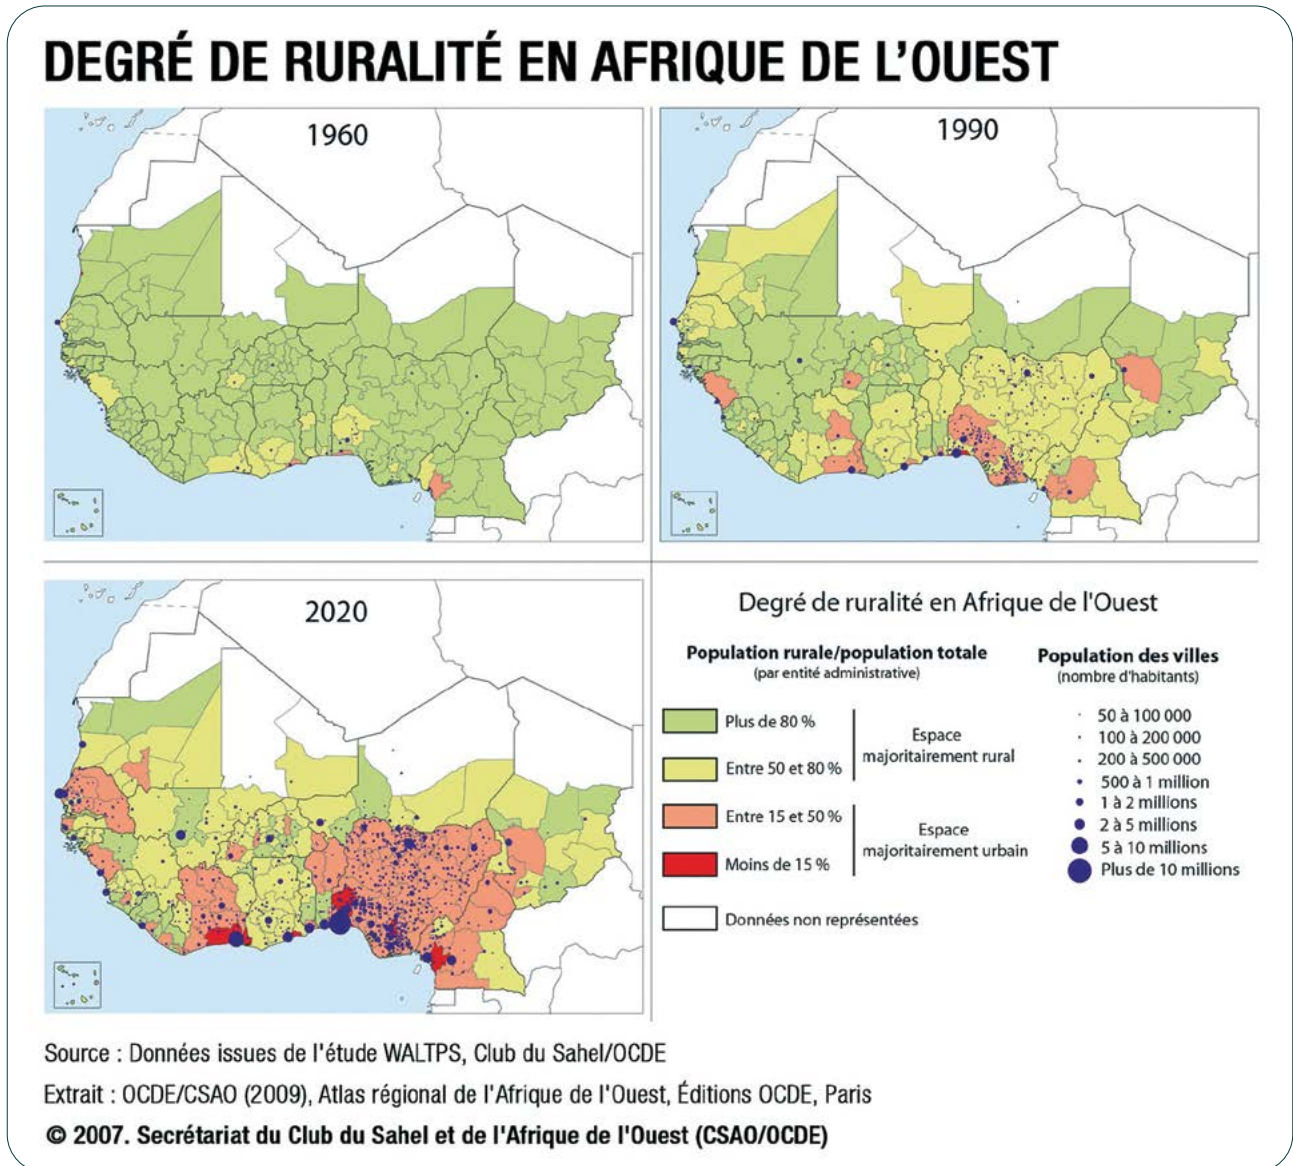 DEGRÉ DE RURALITÉ EN AFRIQUE DE L'OUEST
1960
1990
2020
Degré de ruralité en Afrique de l'Ouest
Population rurale/population totale
(par entité administrative)
Plus de 80 %
Entre 50 et 80 %
Espace
majoritairement rural
Entre 15 et 50 %
Moins de 15 %
Espace
majoritairement urbain
Données non représentées
Population des villes
(nombre d'habitants)
50 à 100 000
100 à 200 000
200 à 500 000
500 à 1 million
1 à 2 millions
2 à 5 millions
5 à 10 millions
Plus de 10 millions
Source : Données issues de l'étude WALTPS, Club du Sahel/OCDE
Extrait : OCDE/CSAO (2009), Atlas régional de l'Afrique de l'Ouest, Éditions OCDE, Paris
© 2007. Secrétariat du Club du Sahel et de l'Afrique de l'Ouest (CSAO/OCDE)